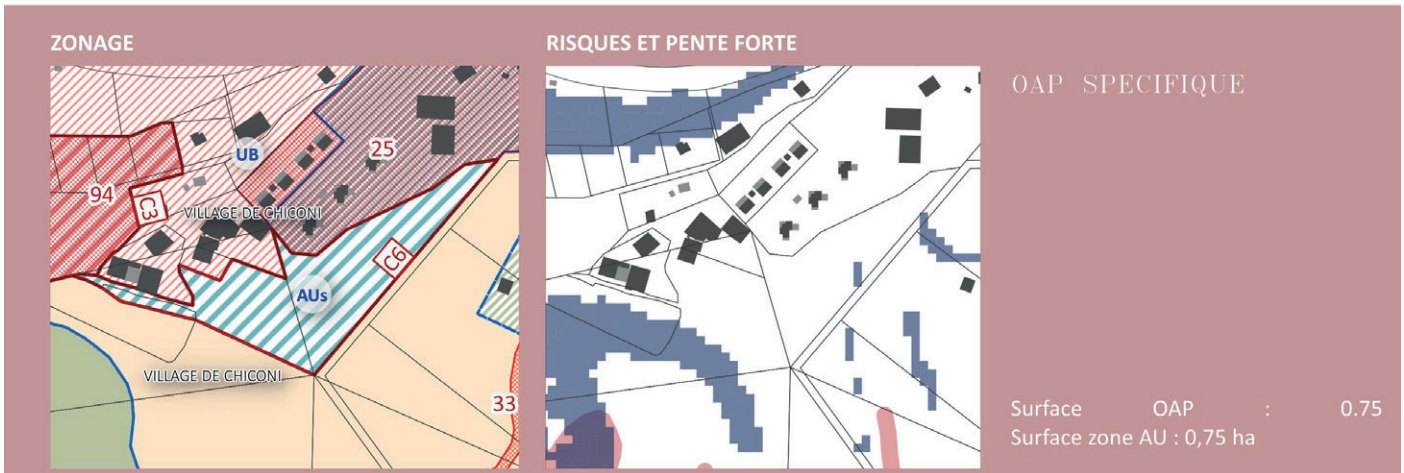 ZONAGE
UB
25
94
C3
VILLAGE DE CHICONI
C6
AUs
VILLAGE DE CHICONI
33
RISQUES ET PENTE FORTE
OAP SPECIFIQUE
Surface OAP : 0.75
Surface zone AU : 0,75 ha